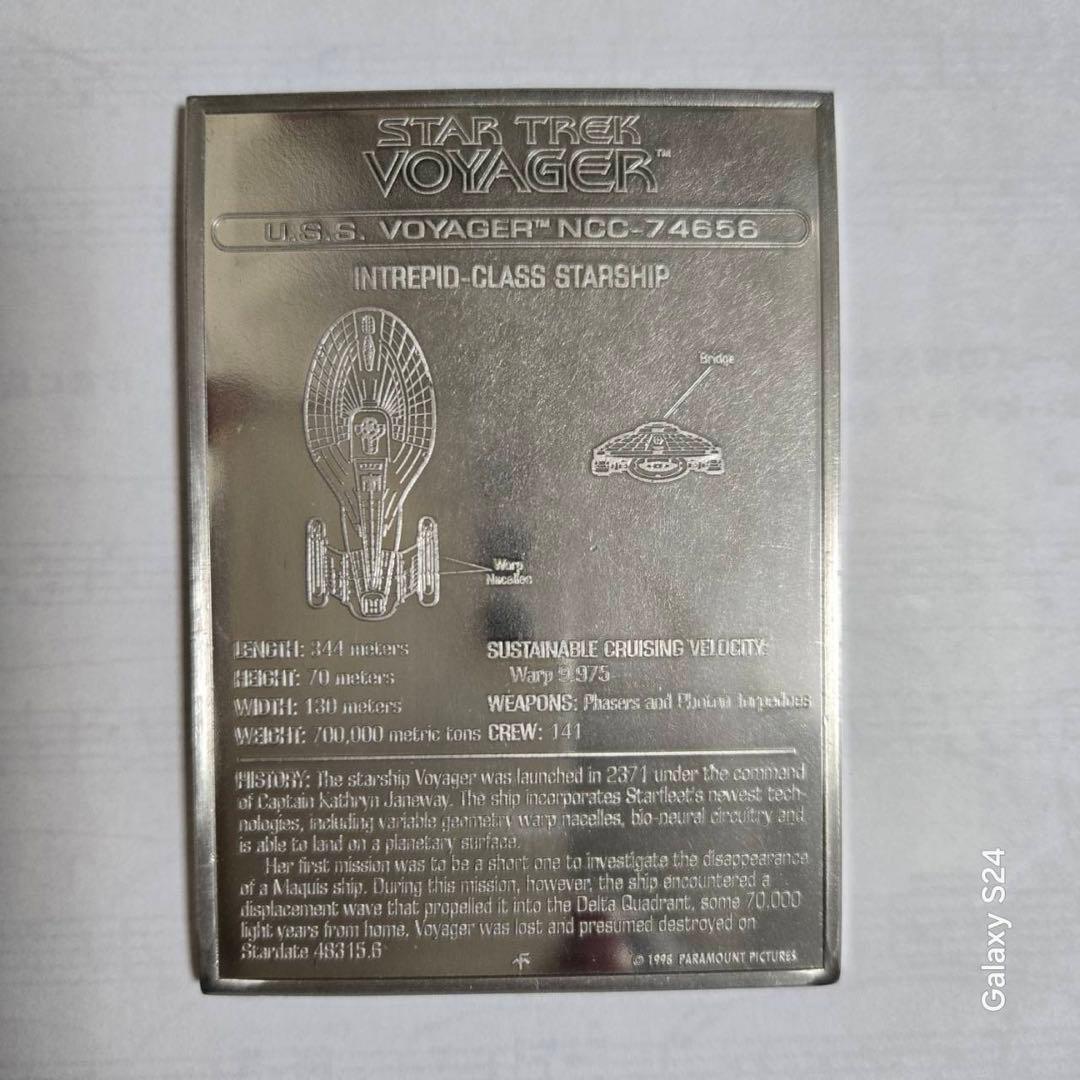 STAR TREK
VOYAGER™
U.S.S. VOYAGER™ NCC-74656
INTREPID-CLASS STARSHIP
Bridge
Warp
Nacelles
LENGTH: 344 meters
HEIGHT: 70 meters
WIDTH: 130 meters
WEIGHT: 700,000 metric tons
SUSTAINABLE CRUISING VELOCITY:
Warp 9.975
WEAPONS: Phasers and Photon torpedoes
CREW: 141
HISTORY: The starship Voyager was launched in 2371 under the command
of Captain Kathryn Janeway. The ship incorporates Starfleet's newest tech-
nologies, including variable geometry warp nacelles, bio-neural circuitry and
is able to land on a planetary surface.
Her first mission was to be a short one to investigate the disappearance
of a Maquis ship. During this mission, however, the ship encountered a
displacement wave that propelled it into the Delta Quadrant, some 70,000
light years from home. Voyager was lost and presumed destroyed on
Stardate 48315.6
© 1995 PARAMOUNT PICTURES
Galaxy S24